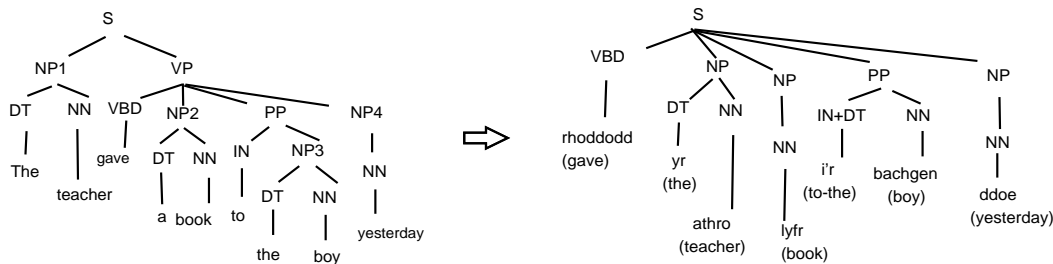 S
NP1 VP
DT NN VBD NP2 PP NP4
The teacher gave DT NN IN NP3 NN
a book to DT NN yesterday
the boy
S
VBD NP NP PP NP
rhoddodd DT NN NN IN+DT NN NN
(gave) yr i'r bachgen ddoe
(the) (to-the) (boy) (yesterday)
athro lyfr
(teacher) (book)